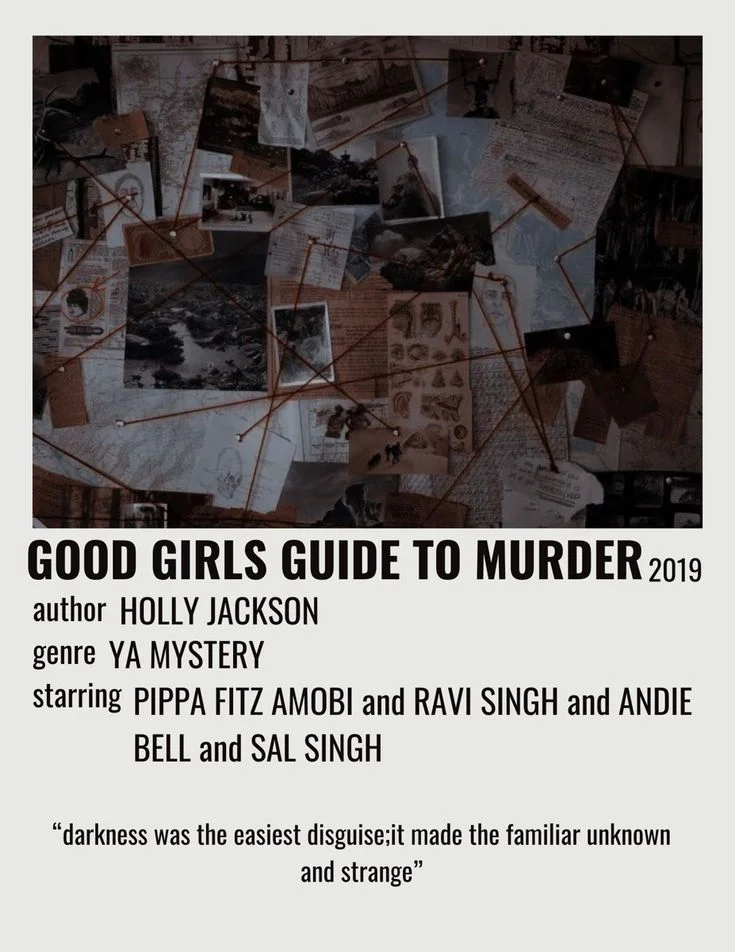 GOOD GIRLS GUIDE TO MURDER 2019
author HOLLY JACKSON
genre YA MYSTERY
starring PIPPA FITZ AMOBI and RAVI SINGH and ANDIE
BELL and SAL SINGH
“darkness was the easiest disguise;it made the familiar unknown
and strange”